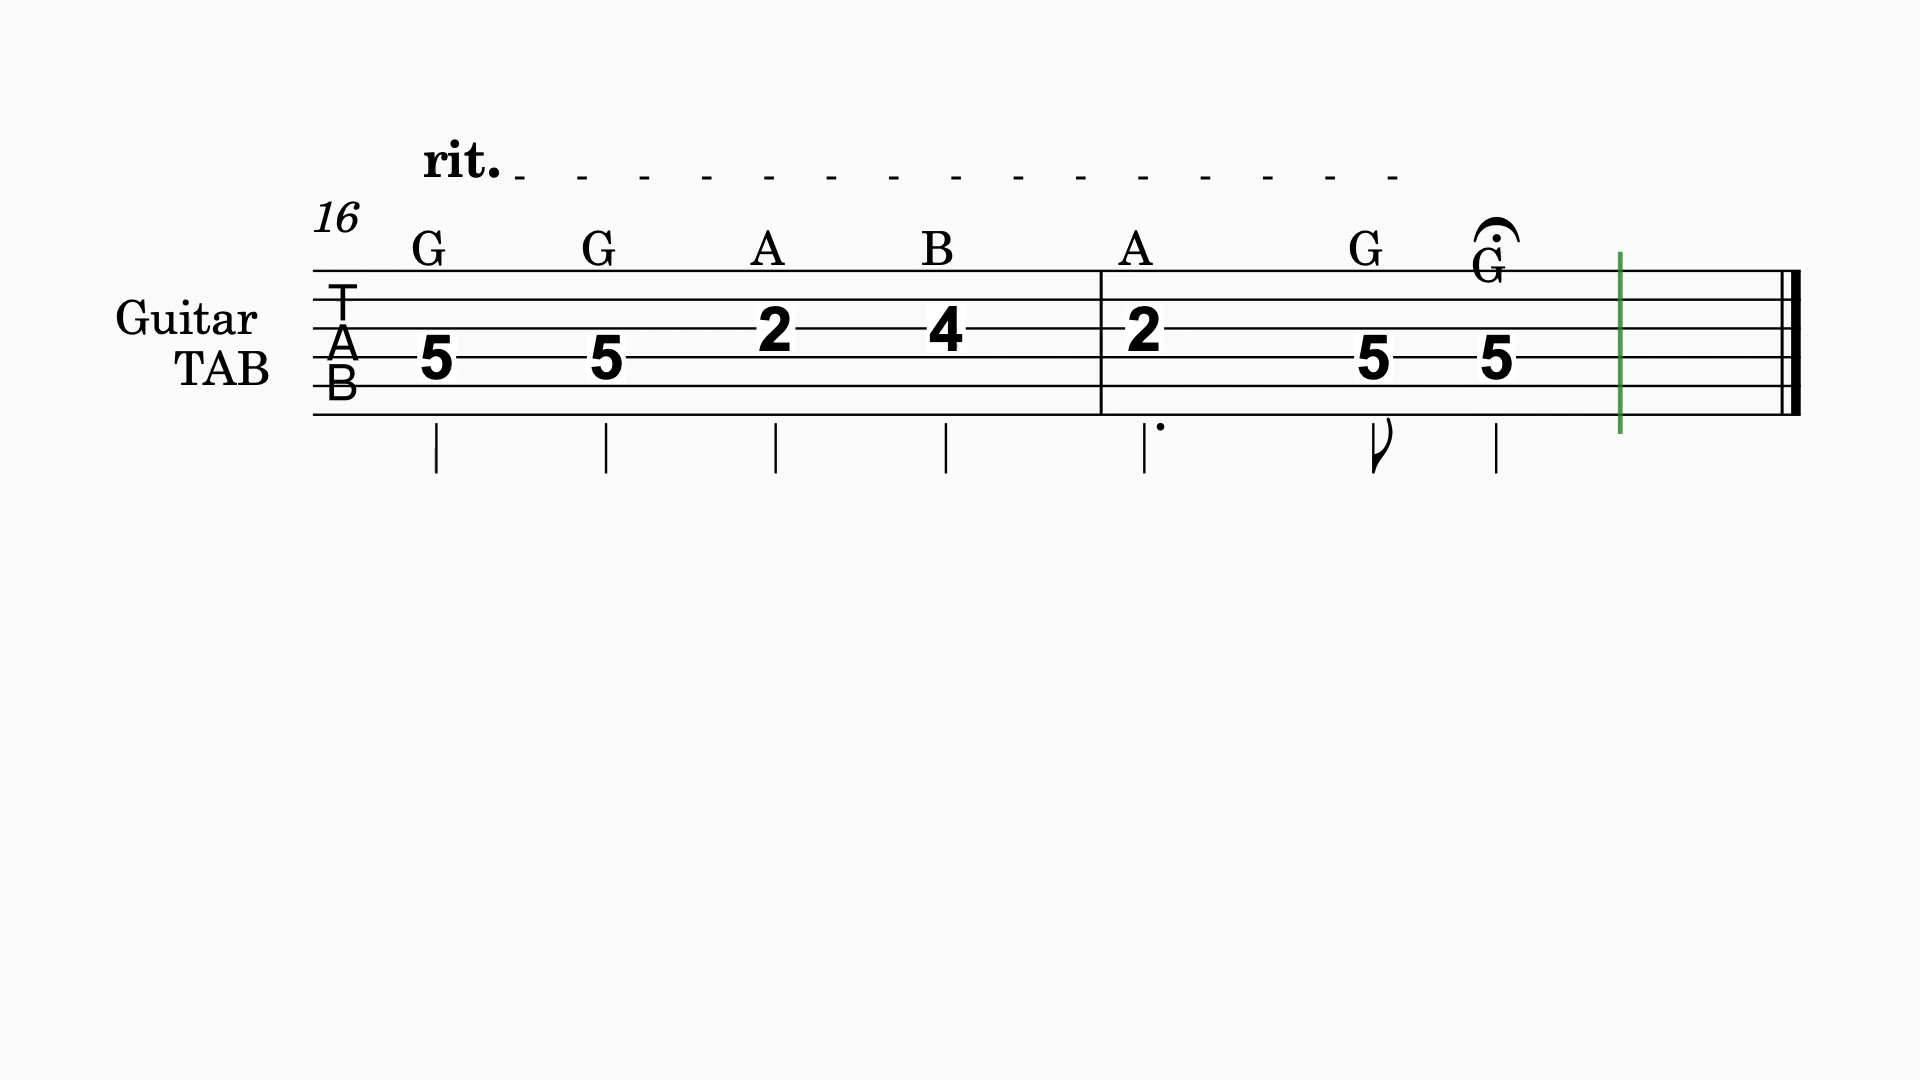 rit.
16
G G A B A G G
Guitar
TAB
T
A
B
2 4 2
5 5 5 5